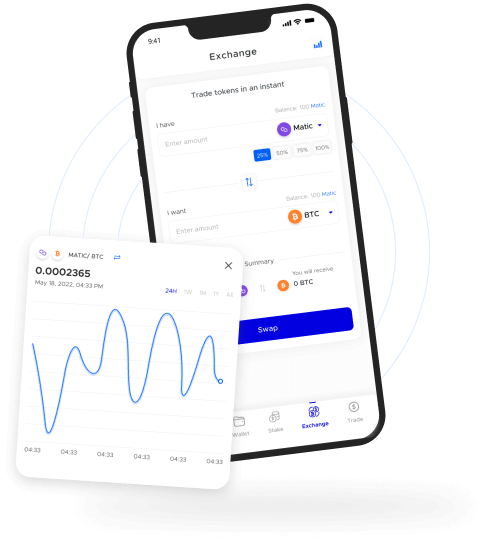 9:41
Exchange
Trade tokens in an instant
I have
Balance: 100 Matic
Enter amount
Matic
25% 50% 75% 100%
I want
Balance: 100 Matic
Enter amount
BTC
Summary
You will receive
0 BTC
Swap
Wallet
Stake
Exchange
Trade
MATIC/ BTC
0.0002365
May 18, 2022, 04:33 PM
24H 1W 1M 1Y All
04:33 04:33 04:33 04:33 04:33 04:33